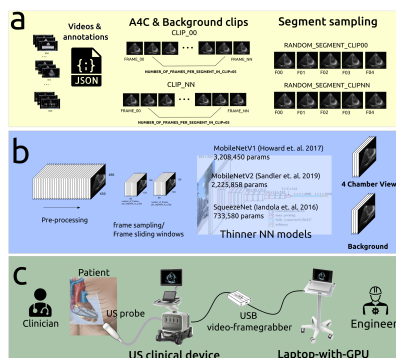 a
Videos &
annotations
{;}
JSON
A4C & Background clips
CLIP_00
FRAME_00
FRAME_NN
NUMBER_OF_FRAMES_PER_SEGMENT_IN_CLIP=05
CLIP_NN
FRAME_00
FRAME_NN
NUMBER_OF_FRAMES_PER_SEGMENT_IN_CLIP=05
Segment sampling
RANDOM_SEGMENT_CLIP00
F00 F01 F02 F03 F04
RANDOM_SEGMENT_CLIPNN
F00 F01 F02 F03 F04
b
Pre-processing
frame sampling/
Frame sliding windows
MobileNetV1 (Howard et. al. 2017)
3,208,450 params
MobileNetV2 (Sandler et al. 2019)
2,225,858 params
SqueezeNet (Iandola et al. 2016)
733,580 params
Thinner NN models
4 Chamber View
Background
c
Clinician
Patient
US probe
US clinical device
USB
video-framegrabber
Laptop-with-GPU
Engineer